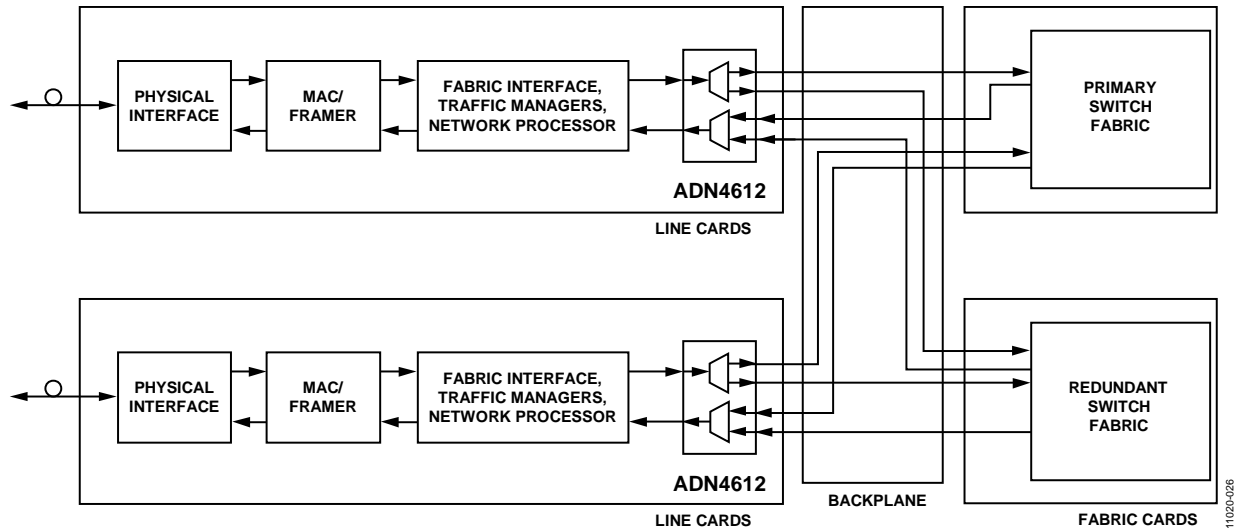 PHYSICAL
INTERFACE
MAC/
FRAMER
FABRIC INTERFACE,
TRAFFIC MANAGERS,
NETWORK PROCESSOR
ADN4612
LINE CARDS
PRIMARY
SWITCH
FABRIC
PHYSICAL
INTERFACE
MAC/
FRAMER
FABRIC INTERFACE,
TRAFFIC MANAGERS,
NETWORK PROCESSOR
ADN4612
LINE CARDS
BACKPLANE
REDUNDANT
SWITCH
FABRIC
FABRIC CARDS
11020-026